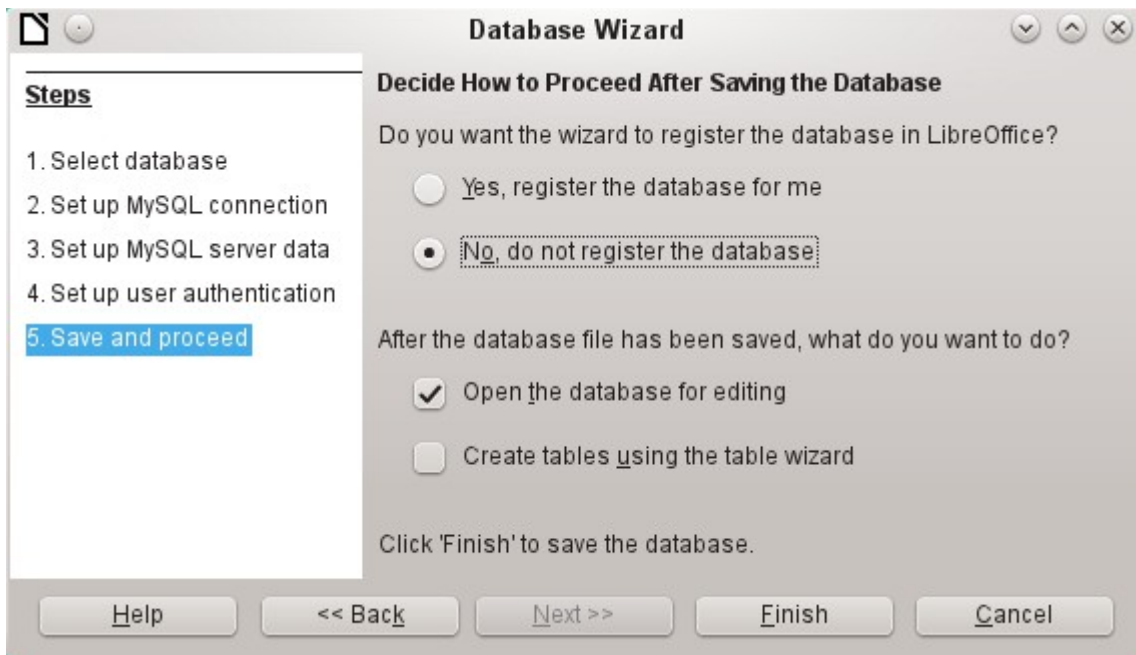 Database Wizard
Steps
1. Select database
2. Set up MySQL connection
3. Set up MySQL server data
4. Set up user authentication
5. Save and proceed
Decide How to Proceed After Saving the Database
Do you want the wizard to register the database in LibreOffice?
Yes, register the database for me
No, do not register the database
After the database file has been saved, what do you want to do?
Open the database for editing
Create tables using the table wizard
Click 'Finish' to save the database.
Help
<< Back
Next >>
Finish
Cancel